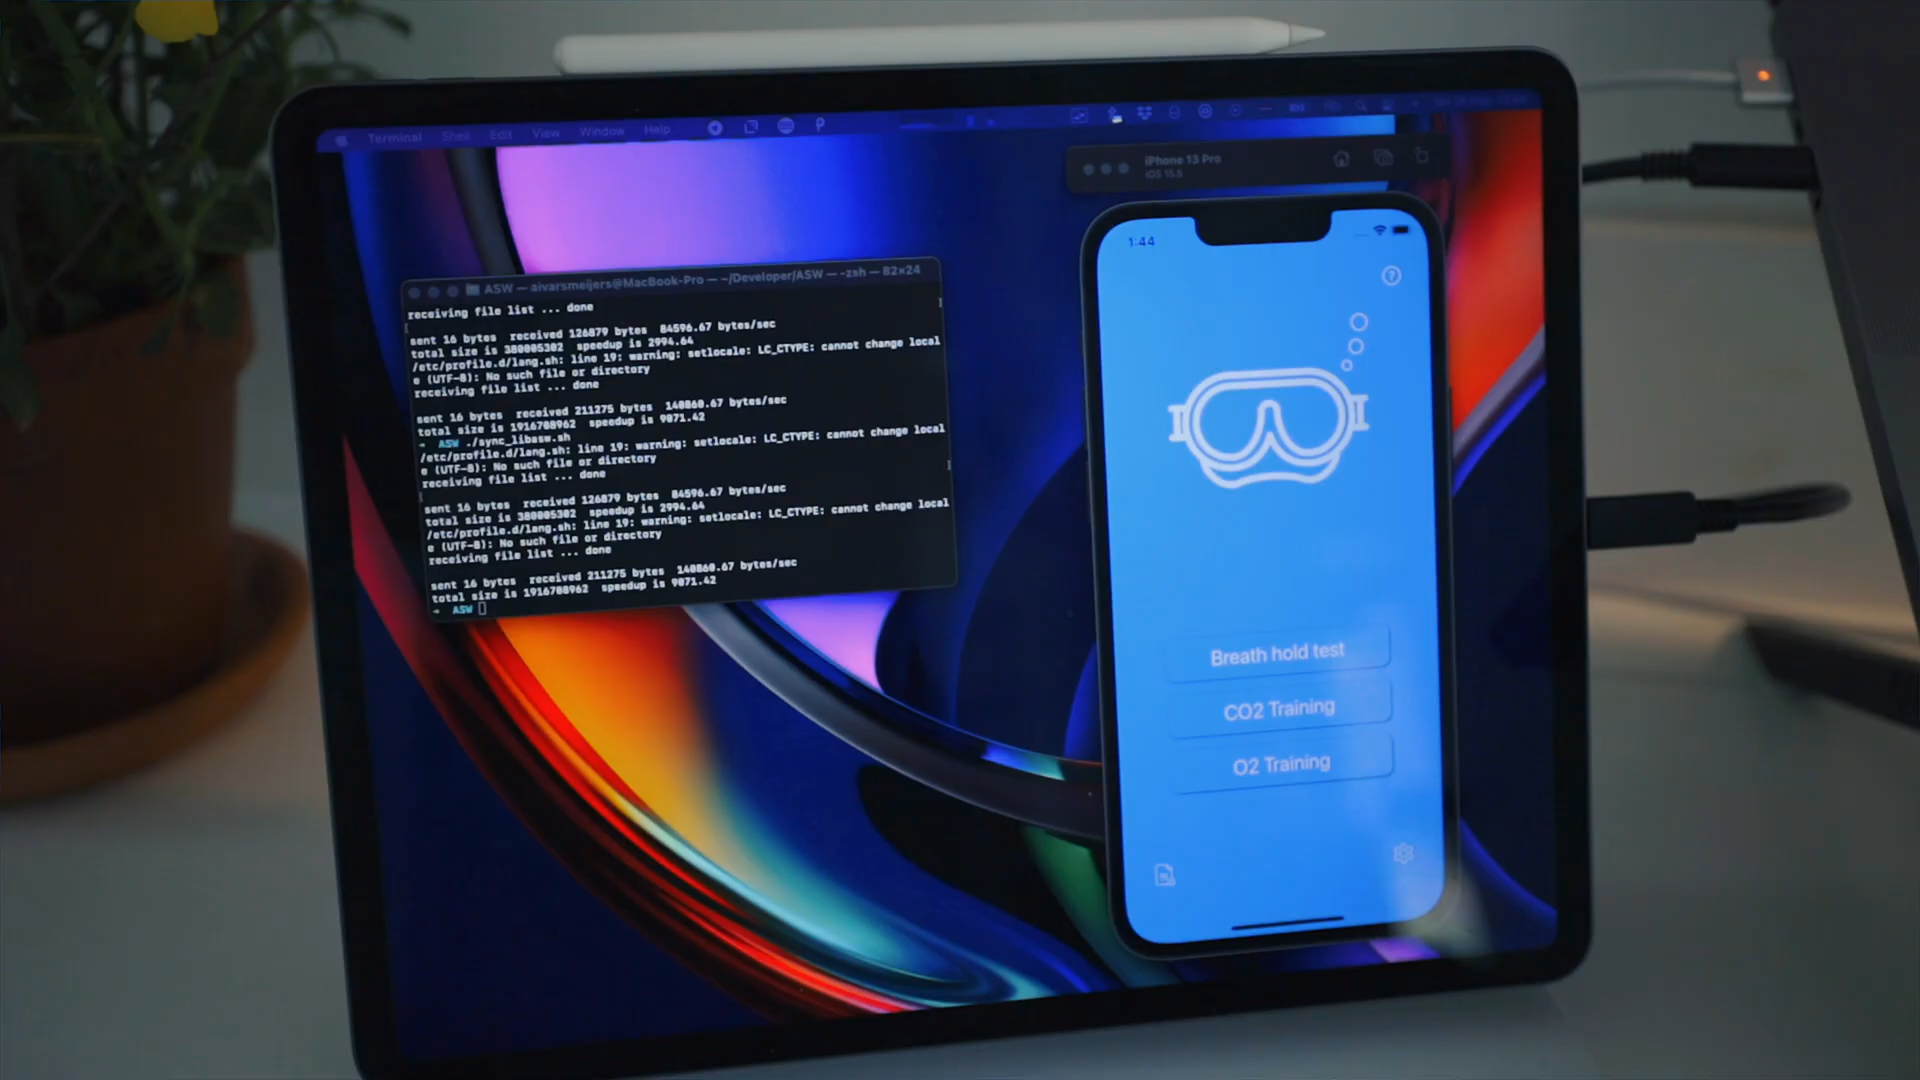 Terminal Shell Edit View Window Help
iPhone 13 Pro
iOS 15.5
1:44
ASW — aivarsmeijers@MacBook-Pro — ~/Developer/ASW — -zsh — 82×24
receiving file list ... done
sent 16 bytes  received 126879 bytes  84596.67 bytes/sec
total size is 380005302  speedup is 2994.64
/etc/profile.d/lang.sh: line 19: warning: setlocale: LC_CTYPE: cannot change local
e (UTF-8): No such file or directory
receiving file list ... done
sent 16 bytes  received 211275 bytes  140860.67 bytes/sec
total size is 1916708962  speedup is 9071.42
→ ASW ./sync_libasw.sh
/etc/profile.d/lang.sh: line 19: warning: setlocale: LC_CTYPE: cannot change local
e (UTF-8): No such file or directory
receiving file list ... done
sent 16 bytes  received 126879 bytes  84596.67 bytes/sec
total size is 380005302  speedup is 2994.64
/etc/profile.d/lang.sh: line 19: warning: setlocale: LC_CTYPE: cannot change local
e (UTF-8): No such file or directory
receiving file list ... done
sent 16 bytes  received 211275 bytes  140860.67 bytes/sec
total size is 1916708962  speedup is 9071.42
→ ASW
Breath hold test
CO2 Training
O2 Training